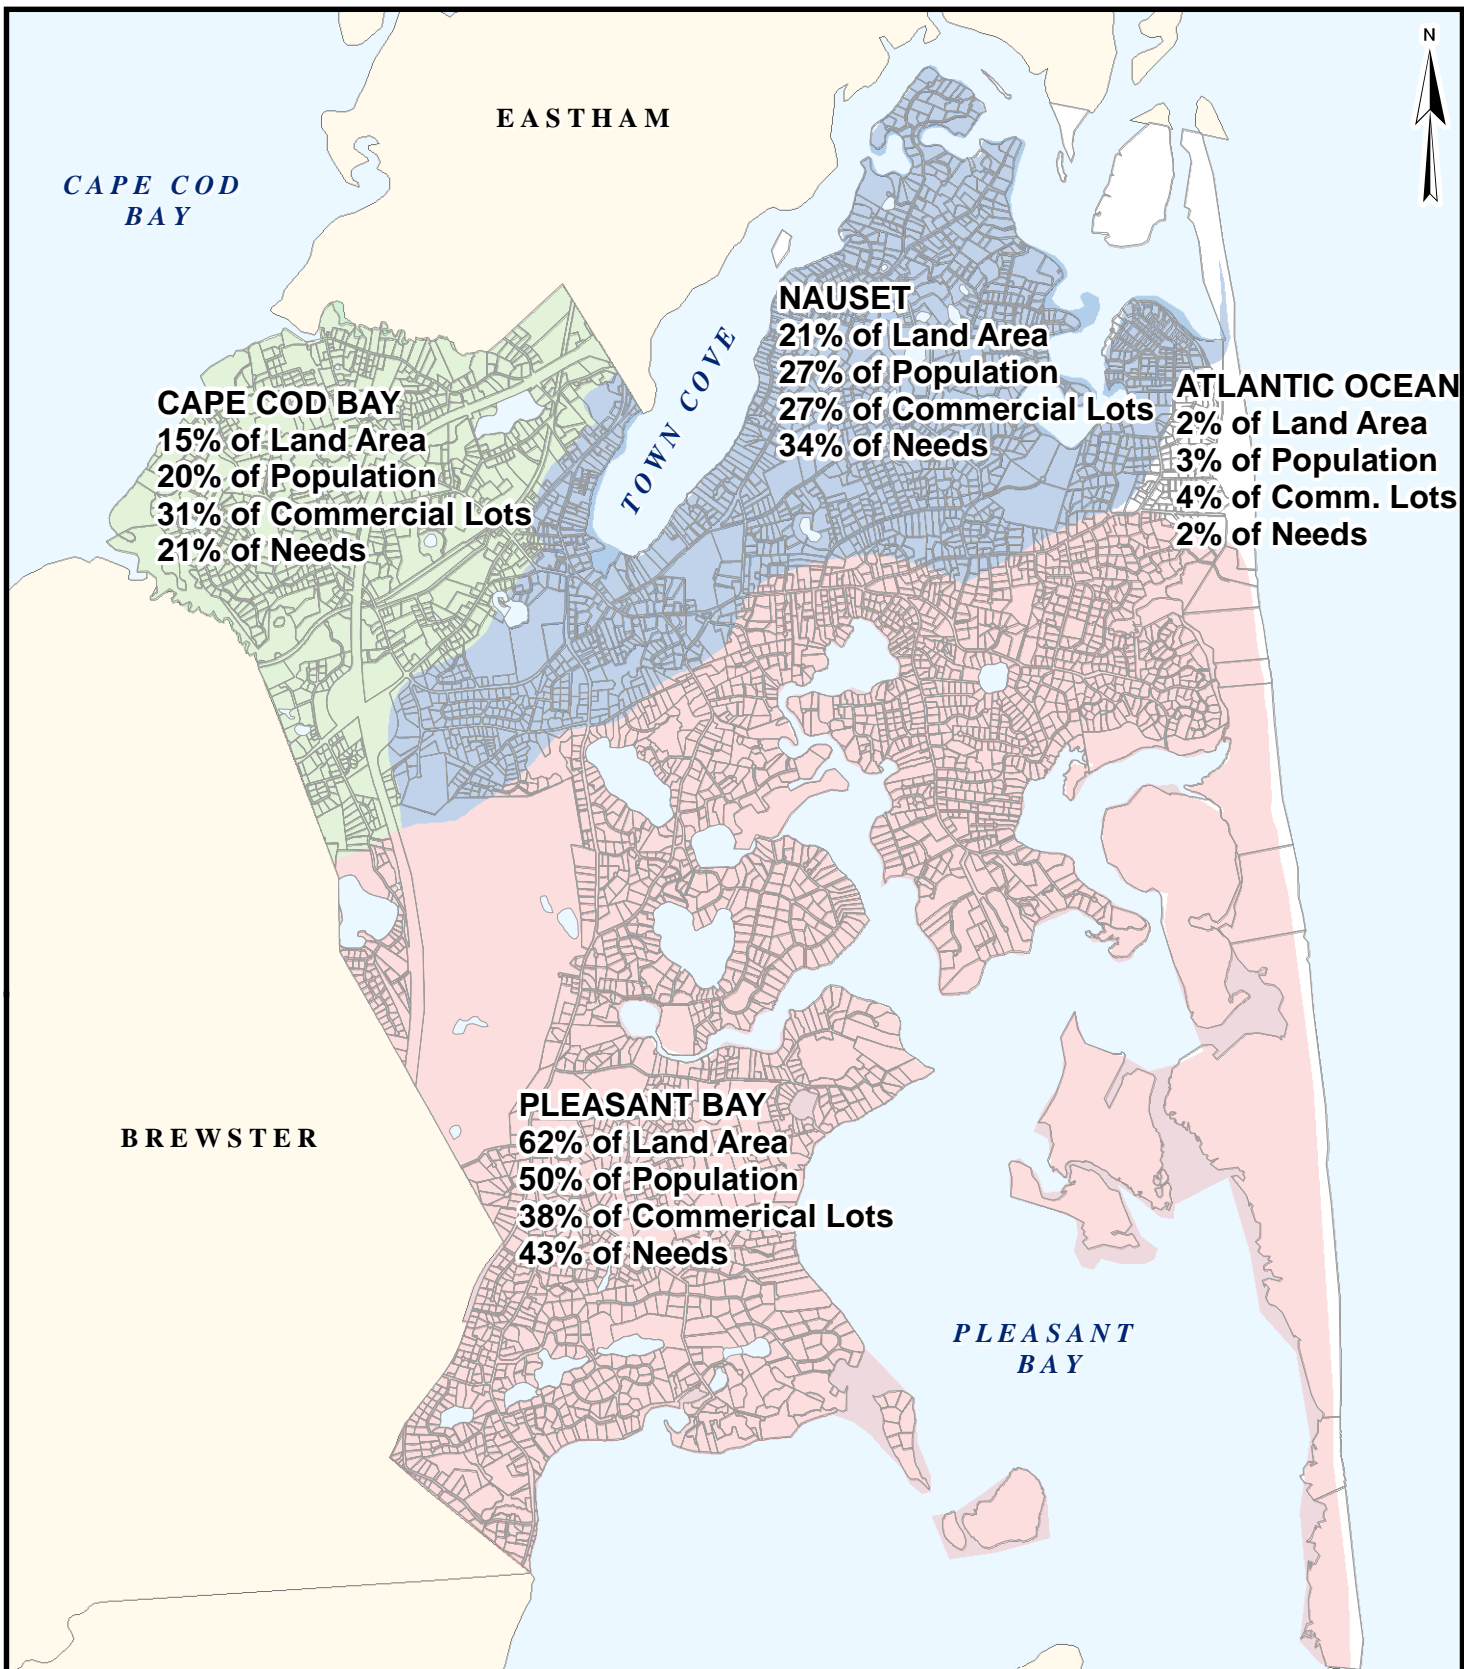 N
EASTHAM
CAPE COD
BAY
NAUSET
21% of Land Area
27% of Population
27% of Commercial Lots
34% of Needs
TOWN COVE
ATLANTIC OCEAN
2% of Land Area
3% of Population
4% of Comm. Lots
2% of Needs
CAPE COD BAY
15% of Land Area
20% of Population
31% of Commercial Lots
21% of Needs
BREWSTER
PLEASANT BAY
62% of Land Area
50% of Population
38% of Commerical Lots
43% of Needs
PLEASANT
BAY